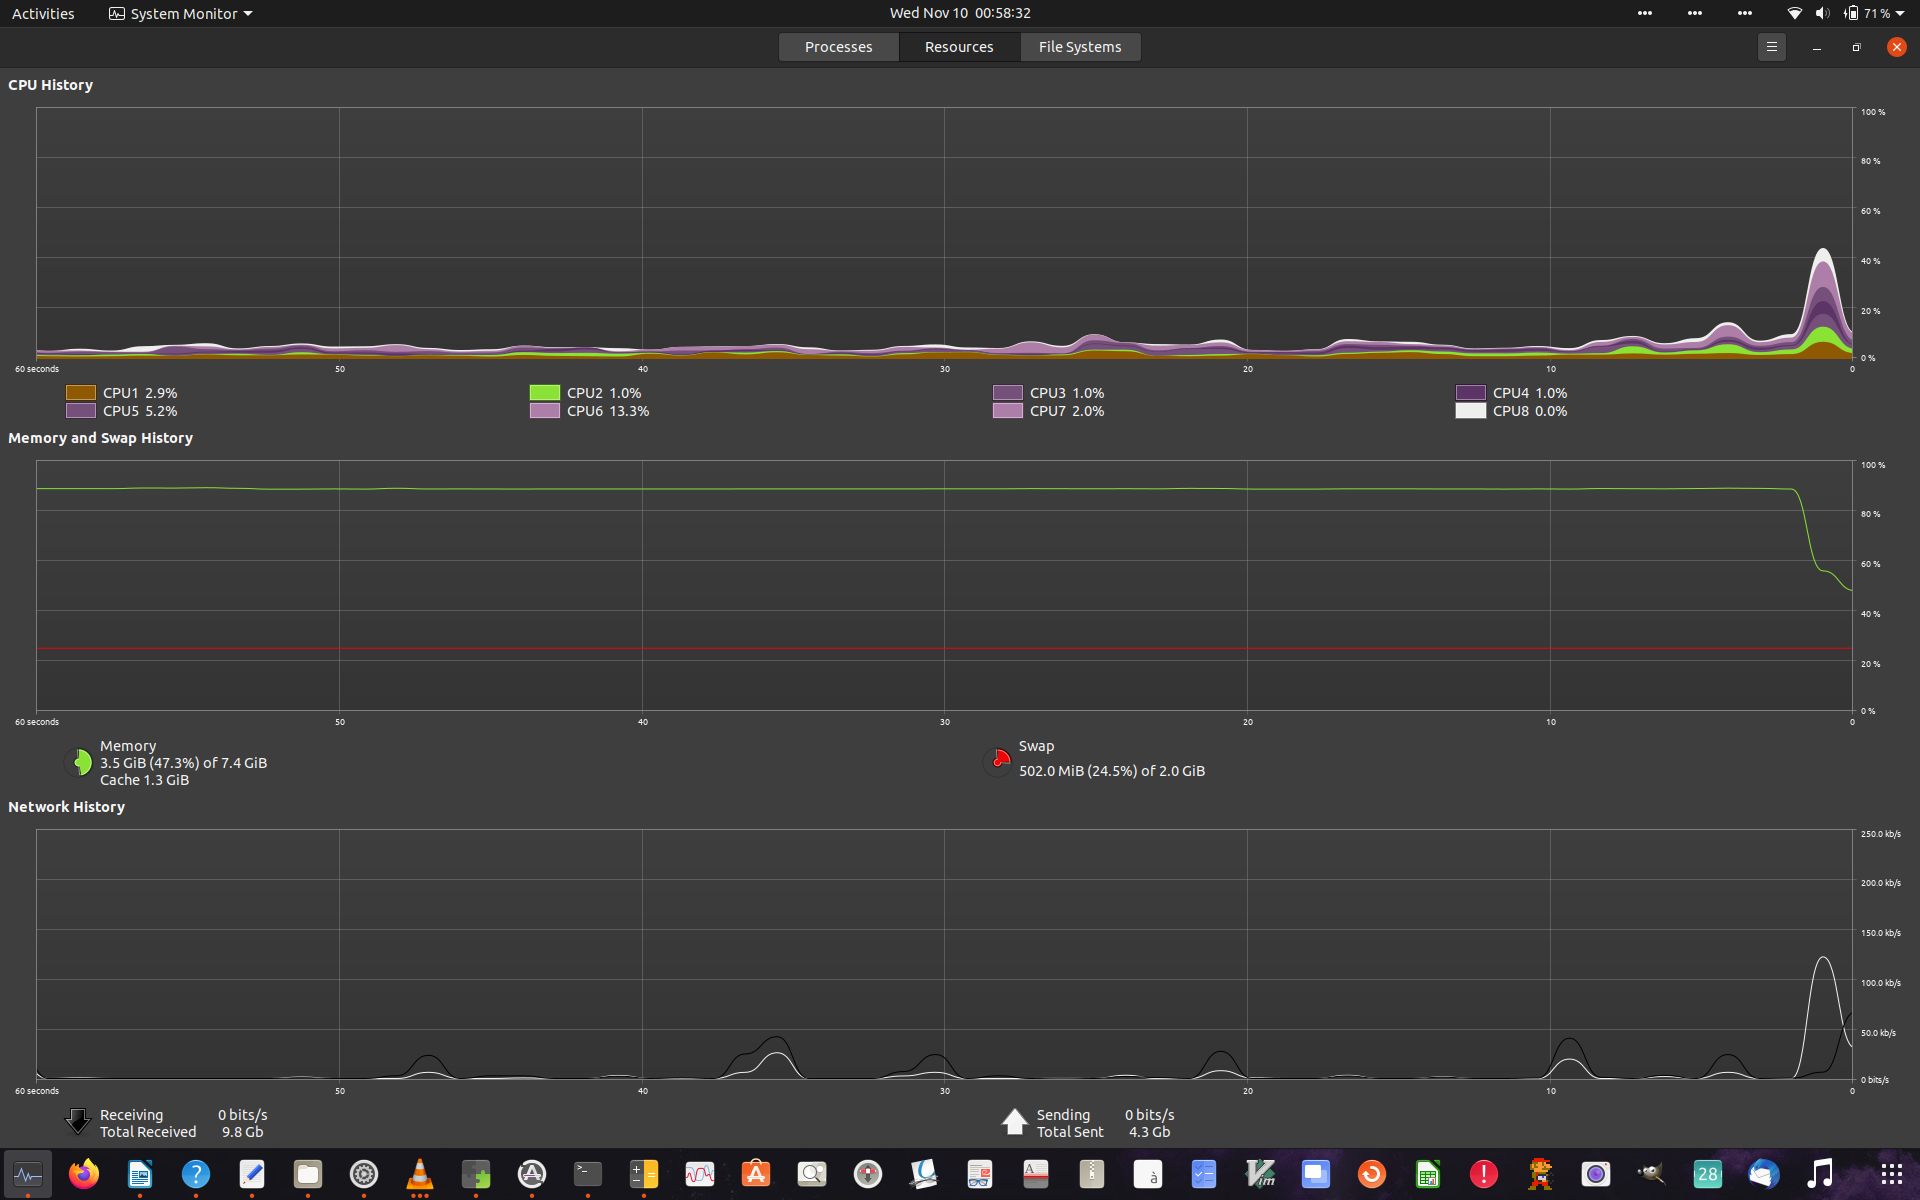 Activities
System Monitor
Wed Nov 10 00:58:32
71 %
Processes
Resources
File Systems
CPU History
100 %
80 %
60 %
40 %
20 %
0 %
60 seconds
50
40
30
20
10
0
CPU1 2.9%
CPU2 1.0%
CPU3 1.0%
CPU4 1.0%
CPU5 5.2%
CPU6 13.3%
CPU7 2.0%
CPU8 0.0%
Memory and Swap History
100 %
80 %
60 %
40 %
20 %
0 %
60 seconds
50
40
30
20
10
0
Memory
3.5 GiB (47.3%) of 7.4 GiB
Cache 1.3 GiB
Swap
502.0 MiB (24.5%) of 2.0 GiB
Network History
250.0 kb/s
200.0 kb/s
150.0 kb/s
100.0 kb/s
50.0 kb/s
0 bits/s
60 seconds
50
40
30
20
10
0
Receiving 0 bits/s
Total Received 9.8 Gb
Sending 0 bits/s
Total Sent 4.3 Gb
?
>_
A
à
Vim
!
28